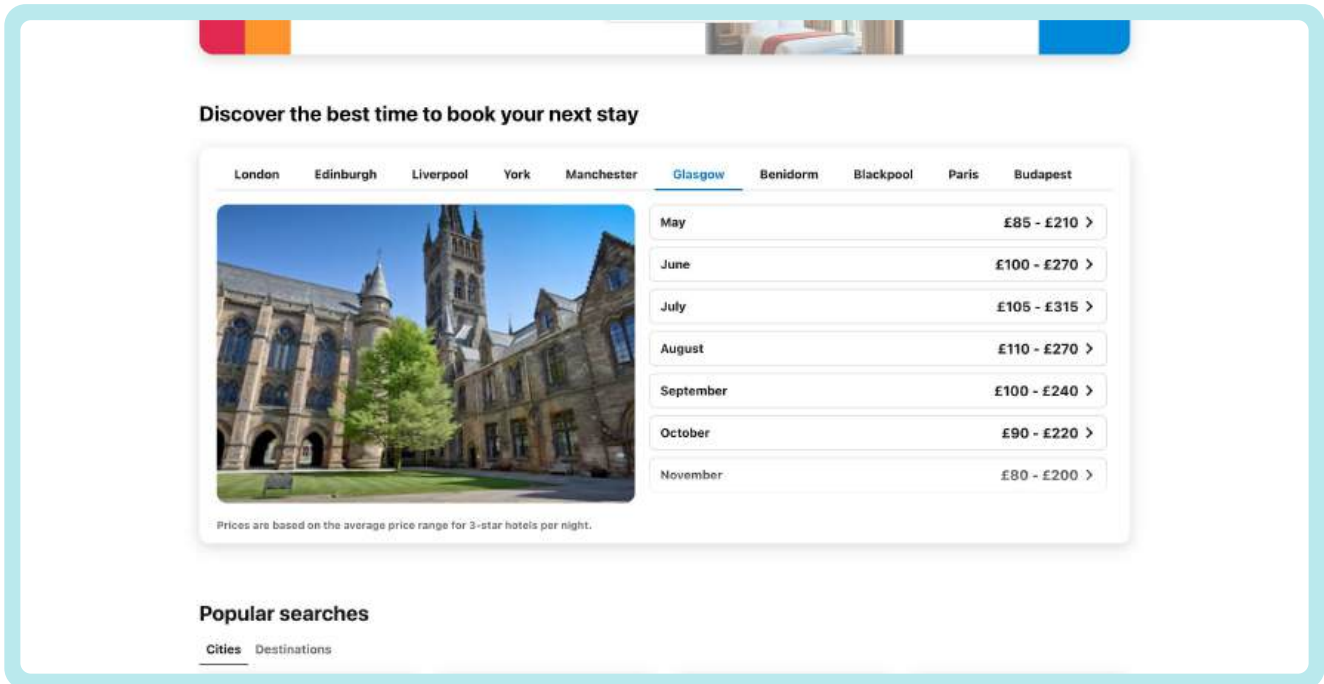 Discover the best time to book your next stay
London Edinburgh Liverpool York Manchester Glasgow Benidorm Blackpool Paris Budapest
May £85 - £210 >
June £100 - £270 >
July £105 - £315 >
August £110 - £270 >
September £100 - £240 >
October £90 - £220 >
November £80 - £200 >
Prices are based on the average price range for 3-star hotels per night.
Popular searches
Cities Destinations